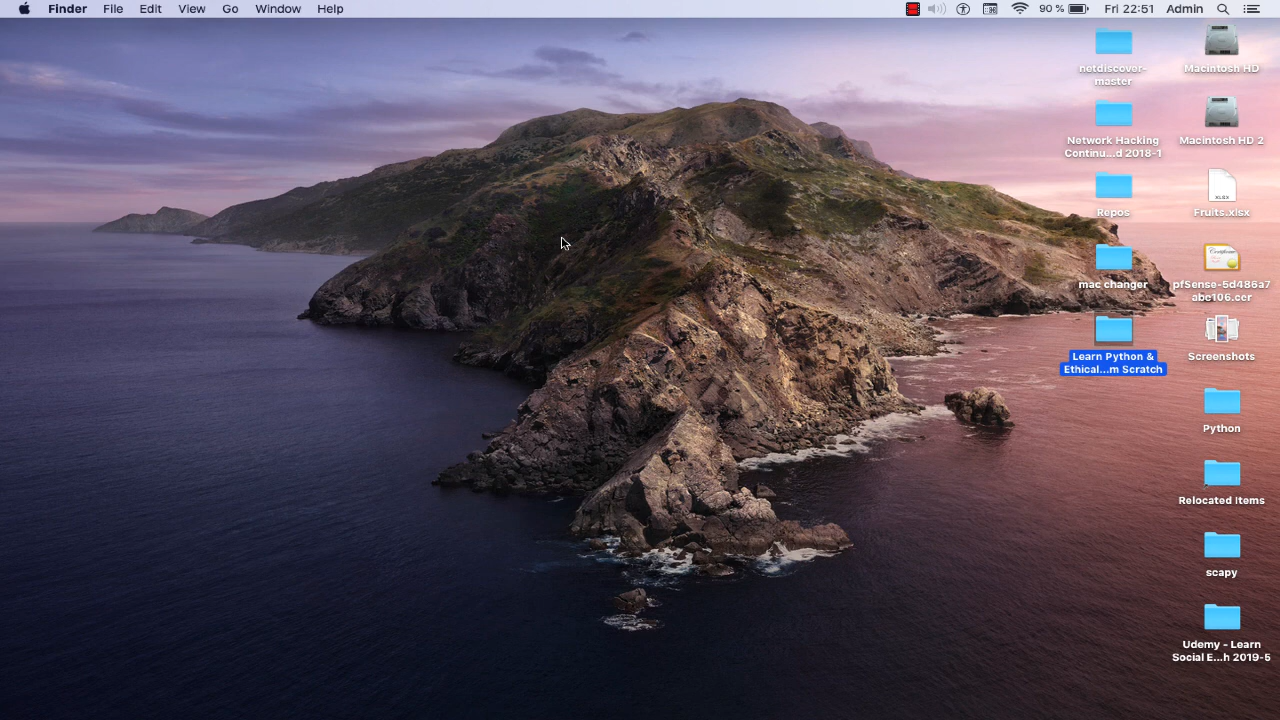 Finder File Edit View Go Window Help
90 % Fri 22:51 Admin
netdiscover-
master
Macintosh HD
Network Hacking
Continu...d 2018-1
Macintosh HD 2
Repos
XLSX
Fruits.xlsx
mac changer
pfSense-5d486a7
abe106.cer
Learn Python &
Ethical...m Scratch
Screenshots
Python
Relocated Items
scapy
Udemy - Learn
Social E...h 2019-5